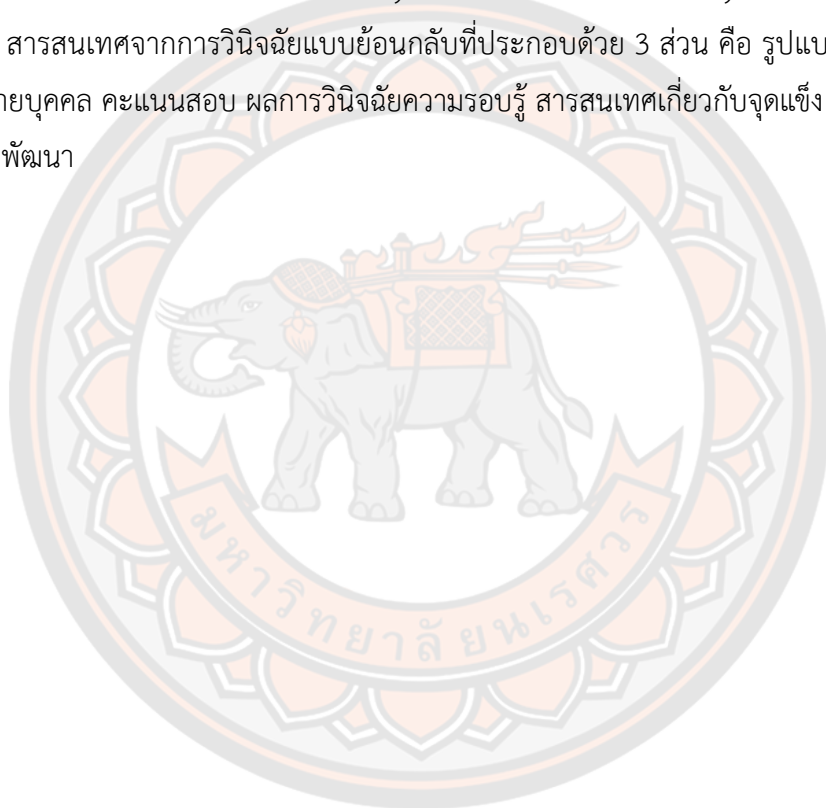 สารสนเทศจากการวินิจฉัยแบบย้อนกลับที่ประกอบด้วย 3 ส่วน คือ รูปแบ
ายบุคคล คะแนนสอบ ผลการวินิจฉัยความรอบรู้ สารสนเทศเกี่ยวกับจุดแข็ง
พัฒนา
มหาวิทยาลัยนเรศวร